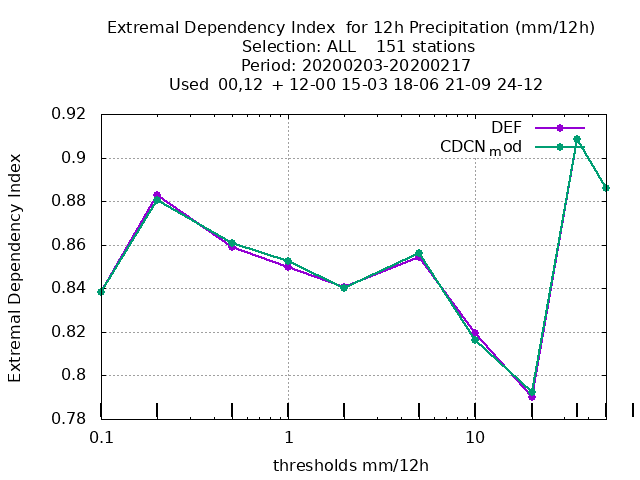 Extremal Dependency Index  for 12h Precipitation (mm/12h)
Selection: ALL    151 stations
Period: 20200203-20200217
Used  00,12  + 12-00 15-03 18-06 21-09 24-12
0.92
DEF
CDCN_mod
0.9
0.88
0.86
0.84
0.82
0.8
0.78
Extremal Dependency Index
0.1
1
10
thresholds mm/12h